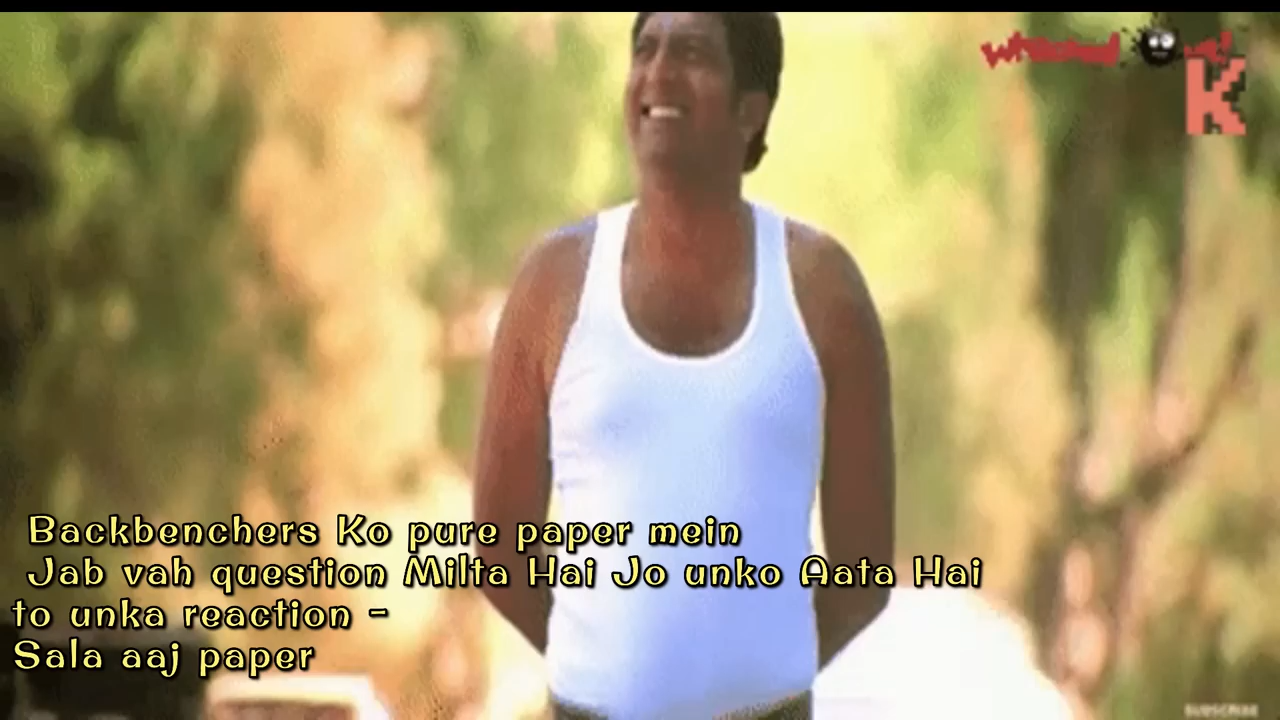 K
Backbenchers Ko pure paper mein
Jab vah question Milta Hai Jo unko Aata Hai
to unka reaction -
Sala aaj paper
SUBSCRIBE